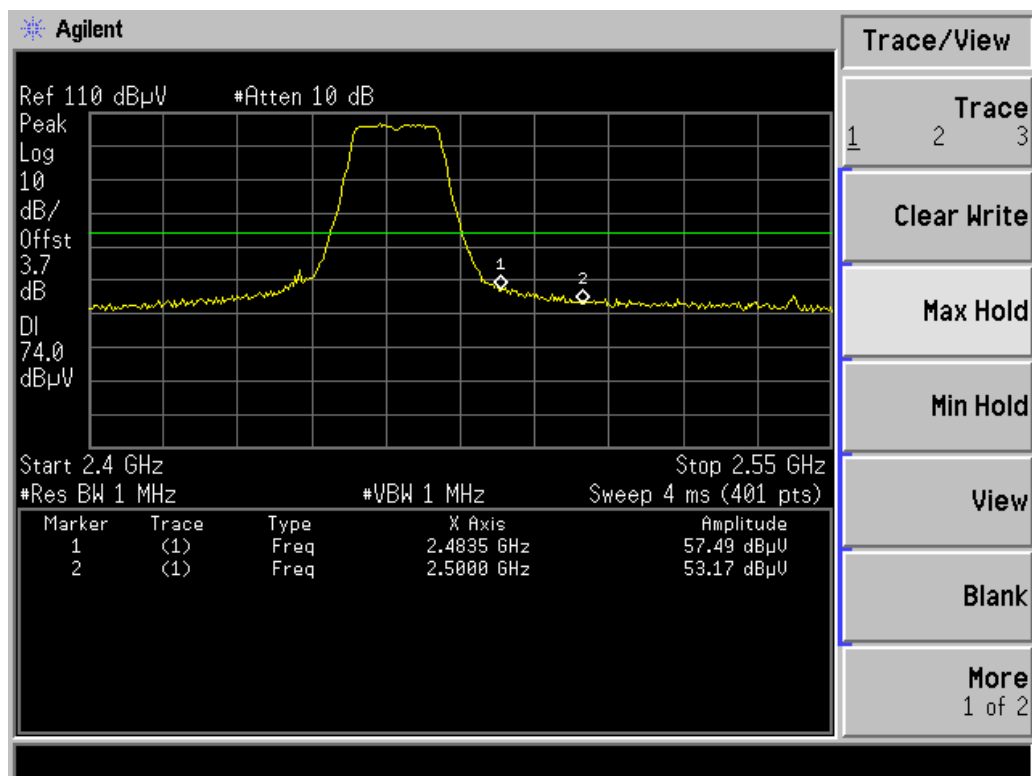 Agilent
Trace/View
Ref 110 dBµV #Atten 10 dB
Peak
Log
10
dB/
Offst
3.7
dB
DI
74.0
dBµV
1
2
Start 2.4 GHz Stop 2.55 GHz
#Res BW 1 MHz #VBW 1 MHz Sweep 4 ms (401 pts)
Marker Trace Type X Axis Amplitude
1 (1) Freq 2.4835 GHz 57.49 dBµV
2 (1) Freq 2.5000 GHz 53.17 dBµV
Trace
1 2 3
Clear Write
Max Hold
Min Hold
View
Blank
More
1 of 2